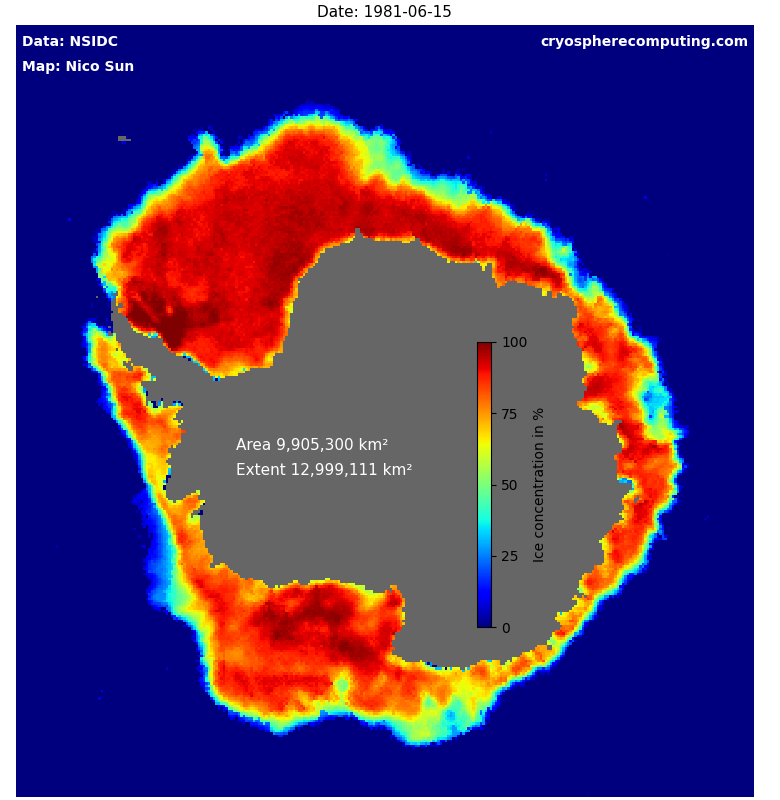 Date: 1981-06-15
Data: NSIDC
cryospherecomputing.com
Map: Nico Sun
100
75
50
25
0
Ice concentration in %
Area 9,905,300 km²
Extent 12,999,111 km²